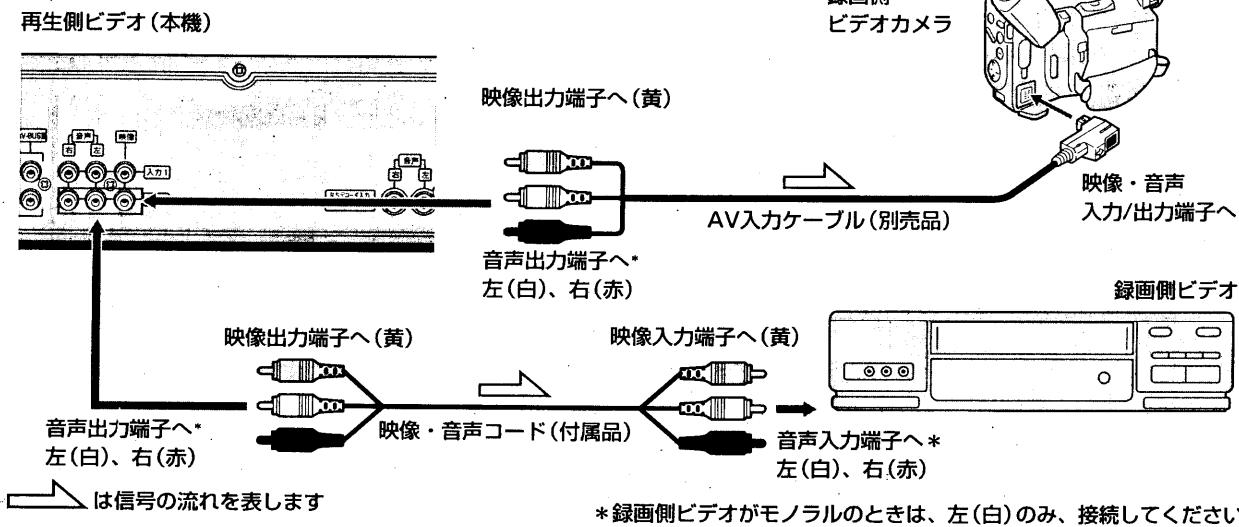 録画側
ビデオカメラ
再生側ビデオ(本機)
映像出力端子へ(黄)
音声
右
左
映像
入力1
音声
右
左
AV入力ケーブル(別売品)
映像・音声
入力/出力端子へ
音声出力端子へ*
左(白)、右(赤)
録画側ビデオ
映像出力端子へ(黄)
映像入力端子へ(黄)
映像・音声コード(付属品)
音声出力端子へ*
左(白)、右(赤)
音声入力端子へ*
左(白)、右(赤)
は信号の流れを表します
*録画側ビデオがモノラルのときは、左(白)のみ、接続してください